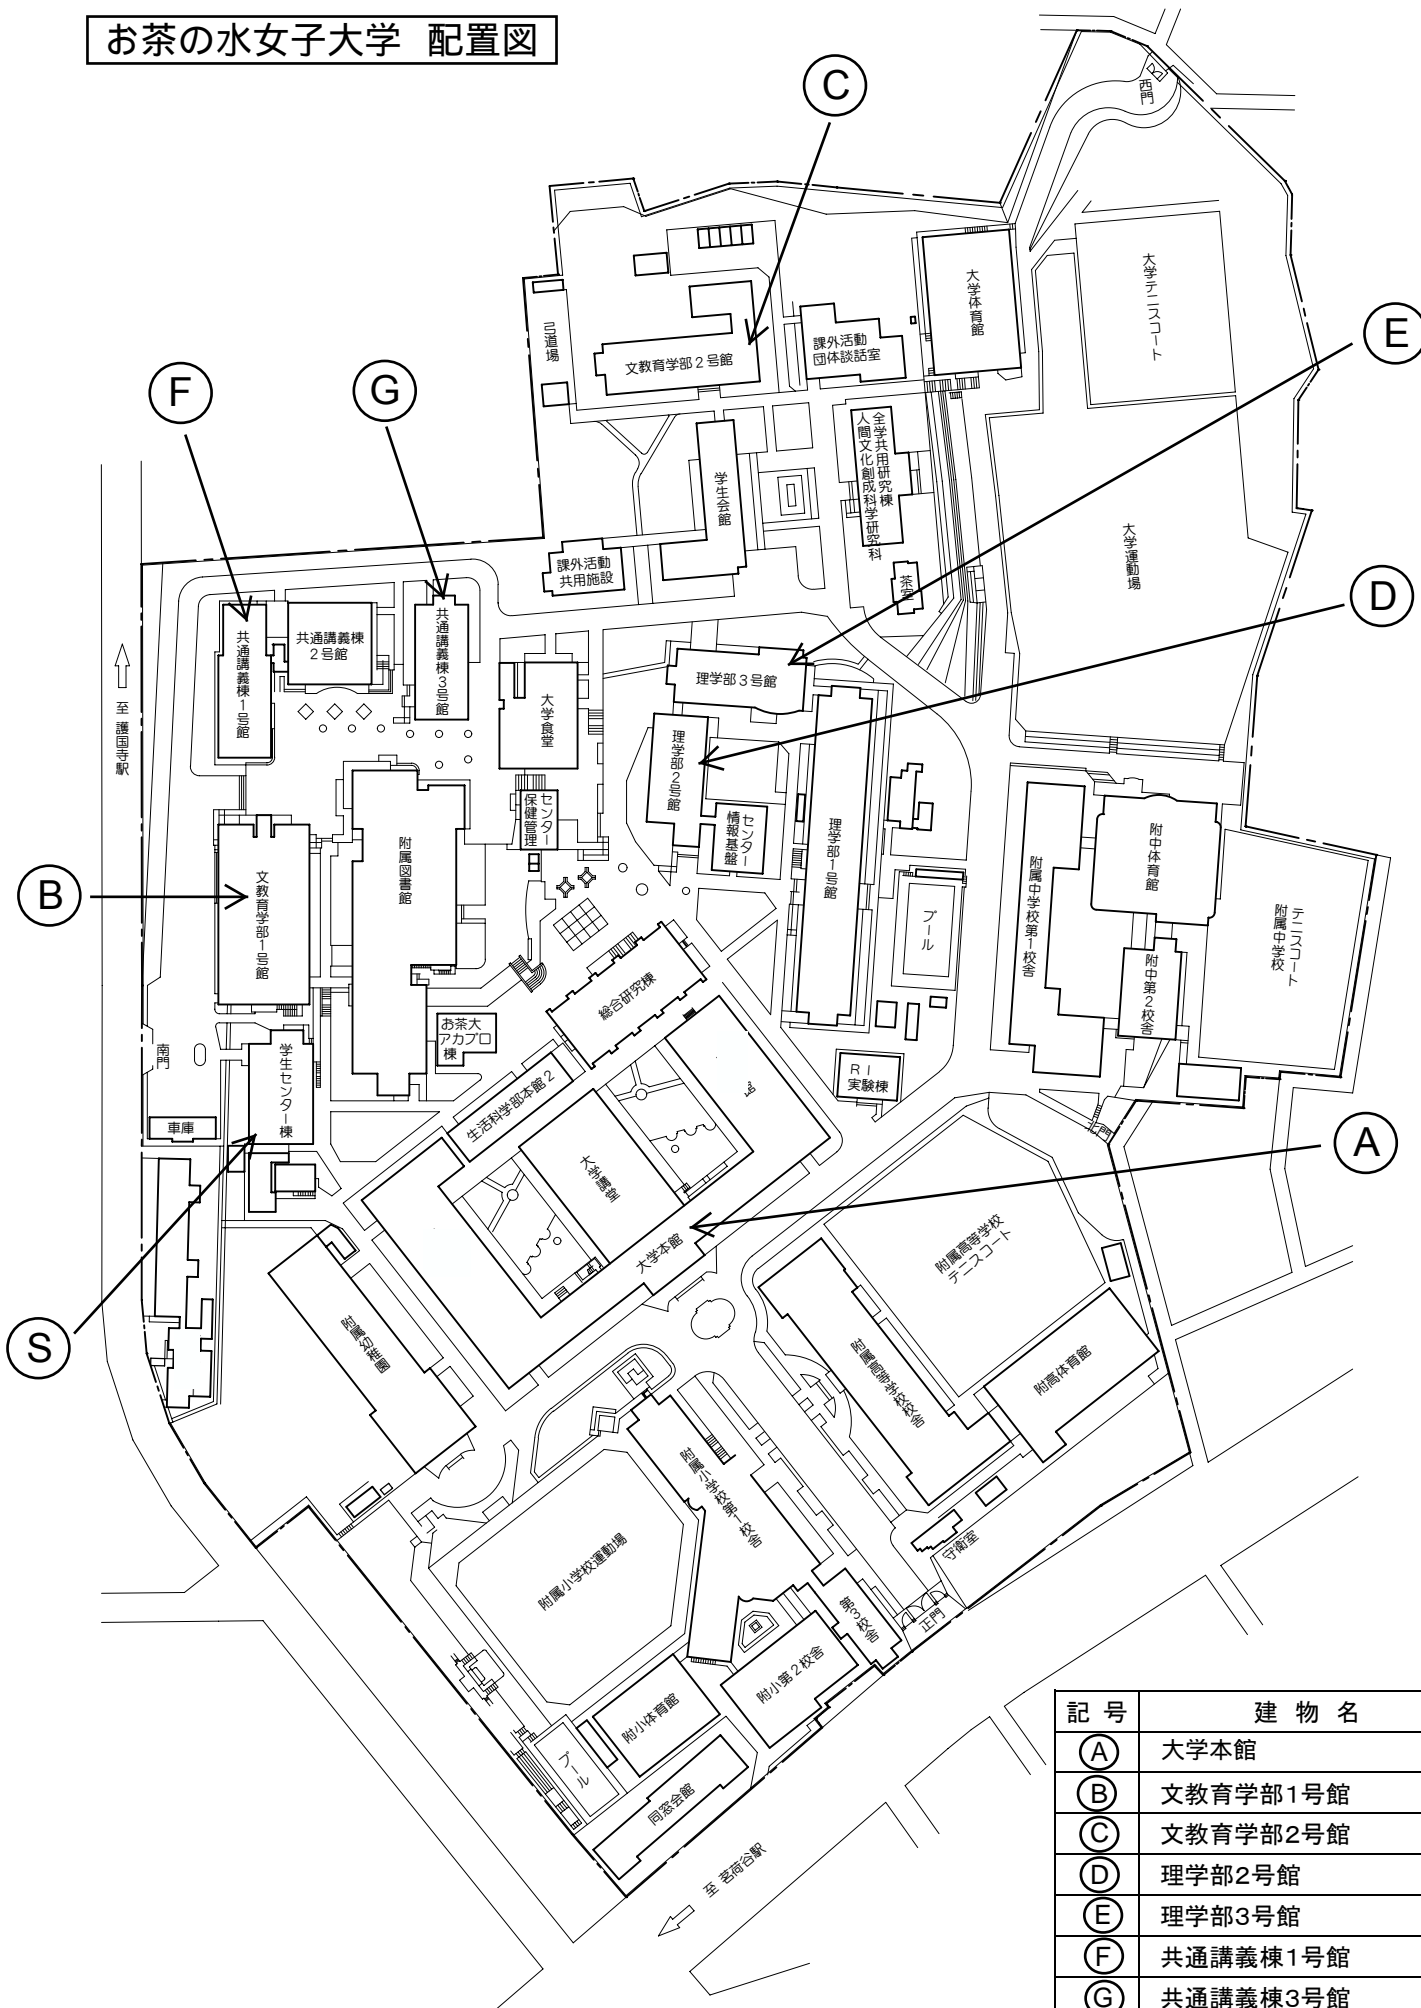 お茶の水女子大学 配置図
C
西門
E
F
G
大学体育館
大学テニスコート
弓道場
文教育学部2号館
課外活動
団体談話室
全学共用研究棟
人間文化創成科学研究科
学生会館
大学運動場
課外活動
共用施設
茶室
D
共通講義棟1号館
共通講義棟
2号館
共通講義棟3号館
大学食堂
理学部3号館
至 護国寺駅
理学部2号館
保健管理
センター
情報基盤
センター
理学部1号館
附属図書館
附中体育館
附属中学校第1校舎
B
文教育学部1号館
プール
附属中学校
テニスコート
附中第2校舎
総合研究棟
お茶大
アカプロ
棟
南門
学生センター棟
RI
実験棟
生活科学部本館2
車庫
北門
A
大学講堂
大学本館
附属高等学校
テニスコート
S
附属幼稚園
附属高等学校校舎
附高体育館
附属小学校第1校舎
附属小学校運動場
守衛室
第3校舎
正門
附小第2校舎
附小体育館
プール
同窓会館
至 茗荷谷駅
記号 建物名
A 大学本館
B 文教育学部1号館
C 文教育学部2号館
D 理学部2号館
E 理学部3号館
F 共通講義棟1号館
G 共通講義棟3号館